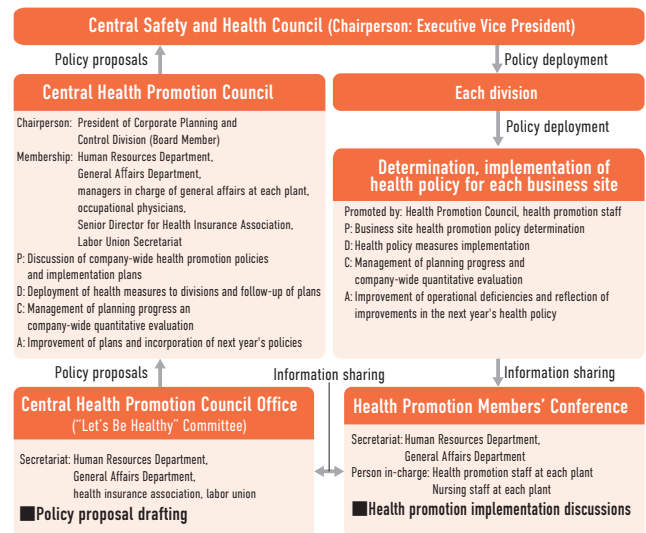 Central Safety and Health Council (Chairperson: Executive Vice President)
Policy proposals
Policy deployment
Central Health Promotion Council
Chairperson: President of Corporate Planning and
Control Division (Board Member)
Membership: Human Resources Department,
General Affairs Department,
managers in charge of general affairs at each plant,
occupational physicians,
Senior Director for Health Insurance Association,
Labor Union Secretariat
P: Discussion of company-wide health promotion policies
and implementation plans
D: Deployment of health measures to divisions and follow-up of plans
C: Management of planning progress an
company-wide quantitative evaluation
A: Improvement of plans and incorporation of next year's policies
Each division
Policy deployment
Determination, implementation of
health policy for each business site
Promoted by: Health Promotion Council, health promotion staff
P: Business site health promotion policy determination
D: Health policy measures implementation
C: Management of planning progress and
company-wide quantitative evaluation
A: Improvement of operational deficiencies and reflection of
improvements in the next year's health policy
Policy proposals
Information sharing
Information sharing
Central Health Promotion Council Office
("Let's Be Healthy" Committee)
Secretariat: Human Resources Department,
General Affairs Department,
health insurance association, labor union
■Policy proposal drafting
Health Promotion Members' Conference
Secretariat: Human Resources Department,
General Affairs Department
Person in-charge: Health promotion staff at each plant
Nursing staff at each plant
■Health promotion implementation discussions